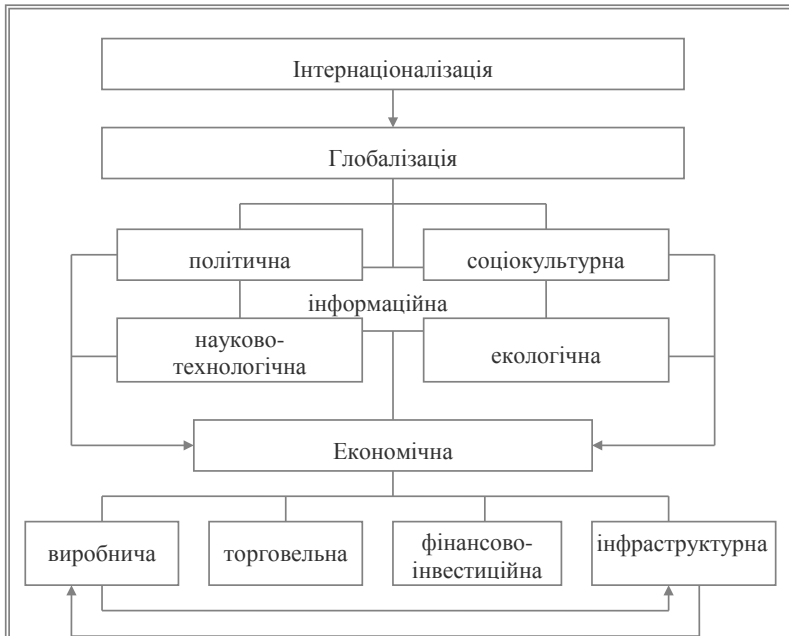 Інтернаціоналізація
Глобалізація
політична
соціокультурна
інформаційна
науково-
технологічна
екологічна
Економічна
виробнича
торговельна
фінансово-
інвестиційна
інфраструктурна